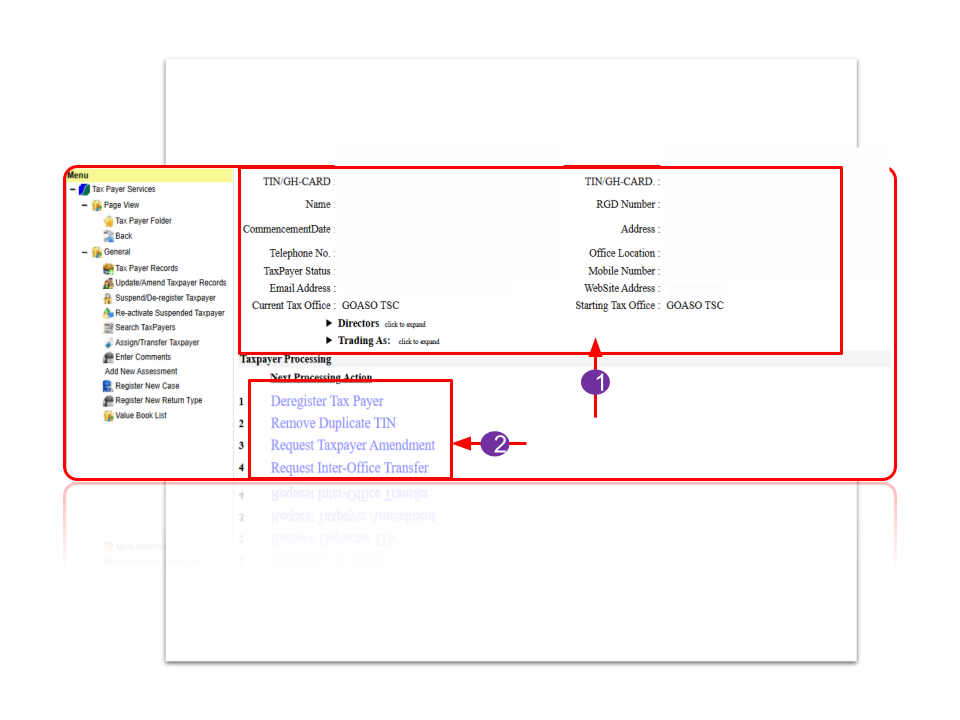 Menu
Tax Payer Services
Page View
Tax Payer Folder
Back
General
Tax Payer Records
Update/Amend Taxpayer Records
Suspend/De-register Taxpayer
Re-activate Suspended Taxpayer
Search TaxPayers
Assign/Transfer Taxpayer
Enter Comments
Add New Assessment
Register New Case
Register New Return Type
Value Book List
TIN/GH-CARD : TIN/GH-CARD. :
Name : RGD Number :
CommencementDate : Address :
Telephone No. : Office Location :
TaxPayer Status : Mobile Number :
Email Address : WebSite Address :
Current Tax Office : GOASO TSC Starting Tax Office : GOASO TSC
Directors click to expand
Trading As: click to expand
1
Taxpayer Processing
Next Processing Action
1 Deregister Tax Payer
2 Remove Duplicate TIN
3 Request Taxpayer Amendment
2
4 Request Inter-Office Transfer